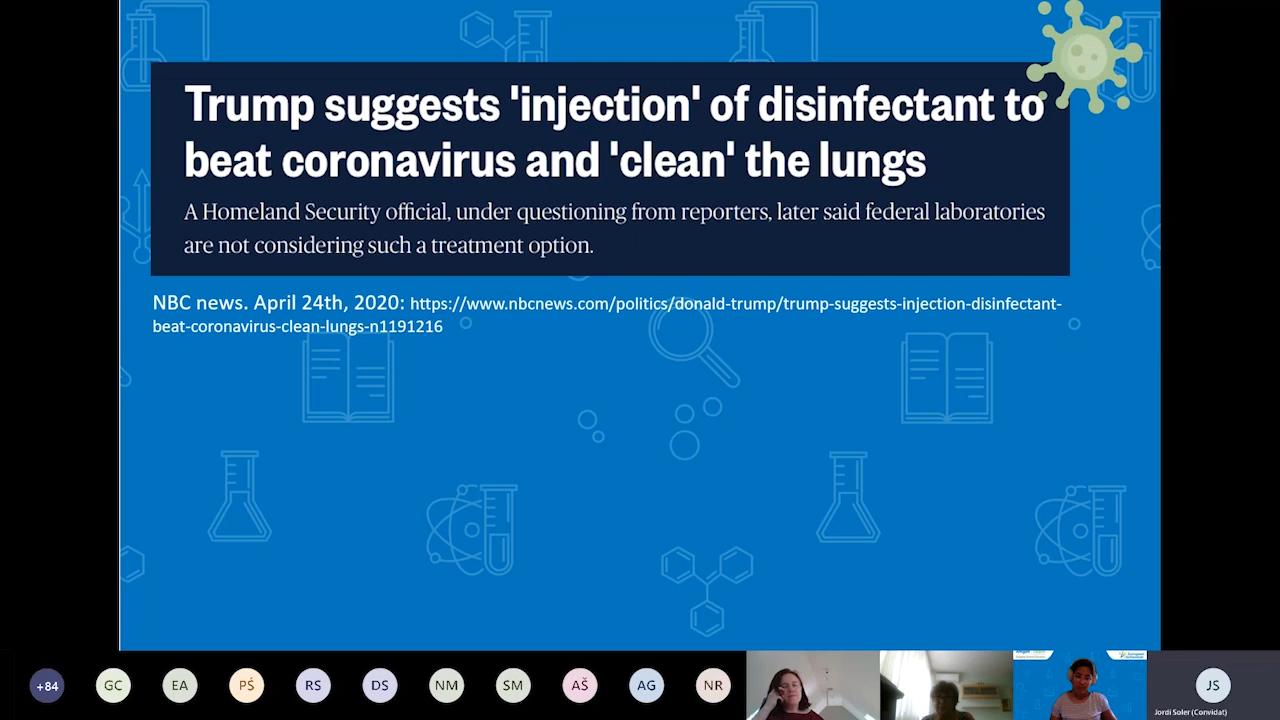 Trump suggests 'injection' of disinfectant to
beat coronavirus and 'clean' the lungs
A Homeland Security official, under questioning from reporters, later said federal laboratories
are not considering such a treatment option.
NBC news. April 24th, 2020: https://www.nbcnews.com/politics/donald-trump/trump-suggests-injection-disinfectant-
beat-coronavirus-clean-lungs-n1191216
+84 GC EA PŚ RS DS NM SM AŠ AG NR JS
Jordi Soler (Convidat)